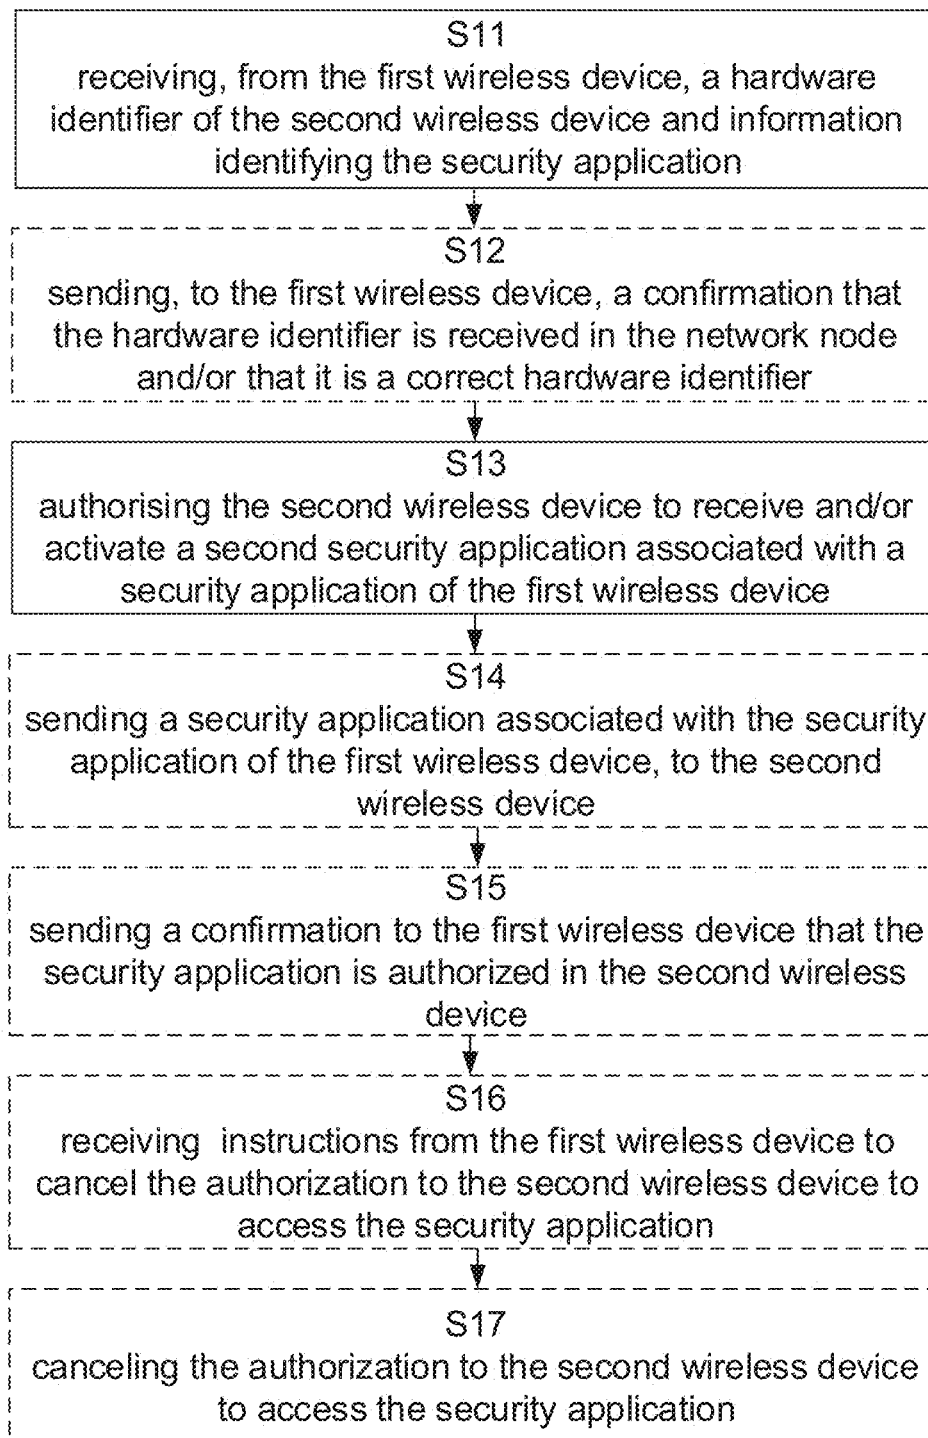 S11
receiving, from the first wireless device, a hardware
identifier of the second wireless device and information
identifying the security application
S12
sending, to the first wireless device, a confirmation that
the hardware identifier is received in the network node
and/or that it is a correct hardware identifier
S13
authorising the second wireless device to receive and/or
activate a second security application associated with a
security application of the first wireless device
S14
sending a security application associated with the security
application of the first wireless device, to the second
wireless device
S15
sending a confirmation to the first wireless device that the
security application is authorized in the second wireless
device
S16
receiving instructions from the first wireless device to
cancel the authorization to the second wireless device to
access the security application
S17
canceling the authorization to the second wireless device
to access the security application